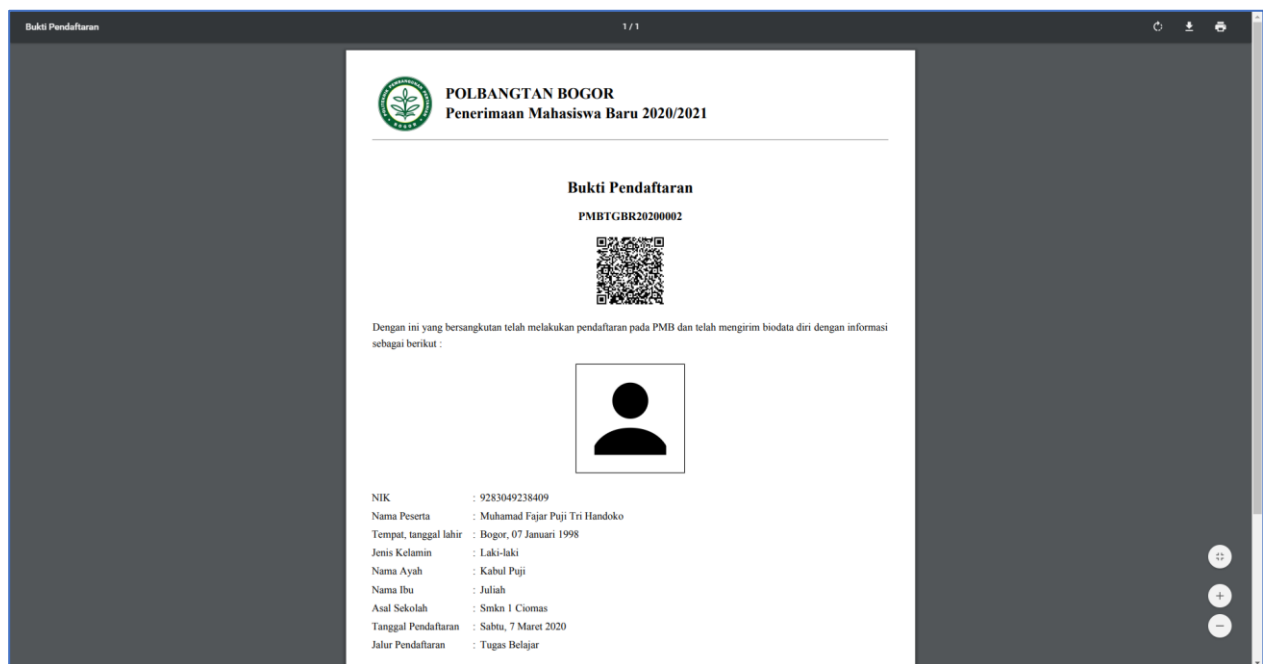 Bukti Pendaftaran
1 / 1
POLBANGTAN BOGOR
Penerimaan Mahasiswa Baru 2020/2021
Bukti Pendaftaran
PMBTGBR20200002
Dengan ini yang bersangkutan telah melakukan pendaftaran pada PMB dan telah mengirim biodata diri dengan informasi
sebagai berikut :
NIK : 9283049238409
Nama Peserta : Muhamad Fajar Puji Tri Handoko
Tempat, tanggal lahir : Bogor, 07 Januari 1998
Jenis Kelamin : Laki-laki
Nama Ayah : Kabul Puji
Nama Ibu : Juliah
Asal Sekolah : Smkn 1 Ciomas
Tanggal Pendaftaran : Sabtu, 7 Maret 2020
Jalur Pendaftaran : Tugas Belajar